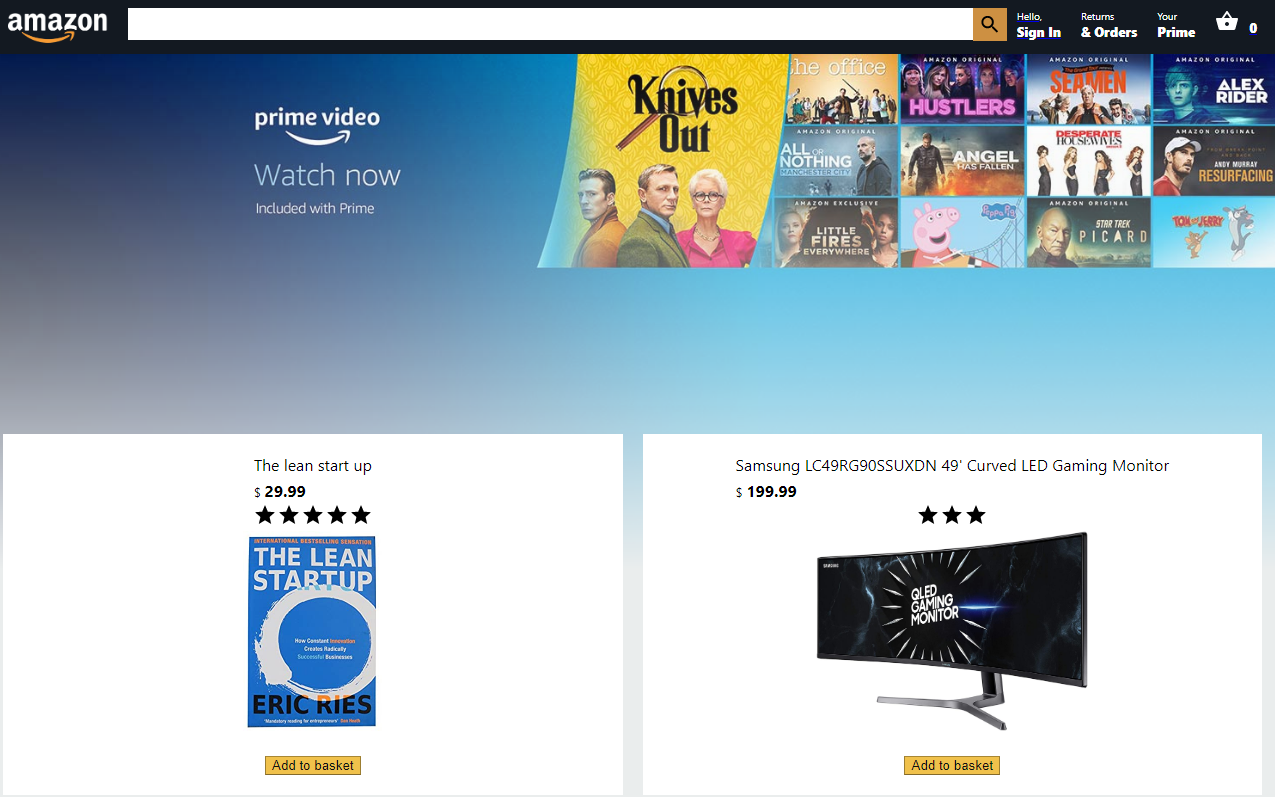 amazon
Hello,
Sign In
Returns
& Orders
Your
Prime
0
prime video
Watch now
Included with Prime
Knives
Out
the office
AMAZON ORIGINAL
HUSTLERS
AMAZON ORIGINAL
SEAMEN
AMAZON ORIGINAL
ALEX
RIDER
AMAZON ORIGINAL
ALL OR
NOTHING
MANCHESTER CITY
ANGEL
HAS FALLEN
DESPERATE
HOUSEWIVES
AMAZON ORIGINAL
ANDY MURRAY
RESURFACING
AMAZON EXCLUSIVE
LITTLE
FIRES
EVERYWHERE
Peppa Pig
AMAZON ORIGINAL
STAR TREK
PICARD
TOM AND JERRY
The lean start up
$ 29.99
INTERNATIONAL BESTSELLING SENSATION
THE LEAN
STARTUP
How Constant Innovation
Creates Radically
Successful Businesses
ERIC RIES
'Mandatory reading for entrepreneurs' Dan Heath
Add to basket
Samsung LC49RG90SSUXDN 49' Curved LED Gaming Monitor
$ 199.99
SAMSUNG
QLED
GAMING
MONITOR
Add to basket